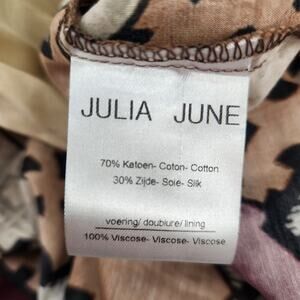 JULIA JUNE
70% Katoen- Coton- Cotton
30% Zijde- Soie- Silk
voering/ doublure/ lining
100% Viscose- Viscose- Viscose